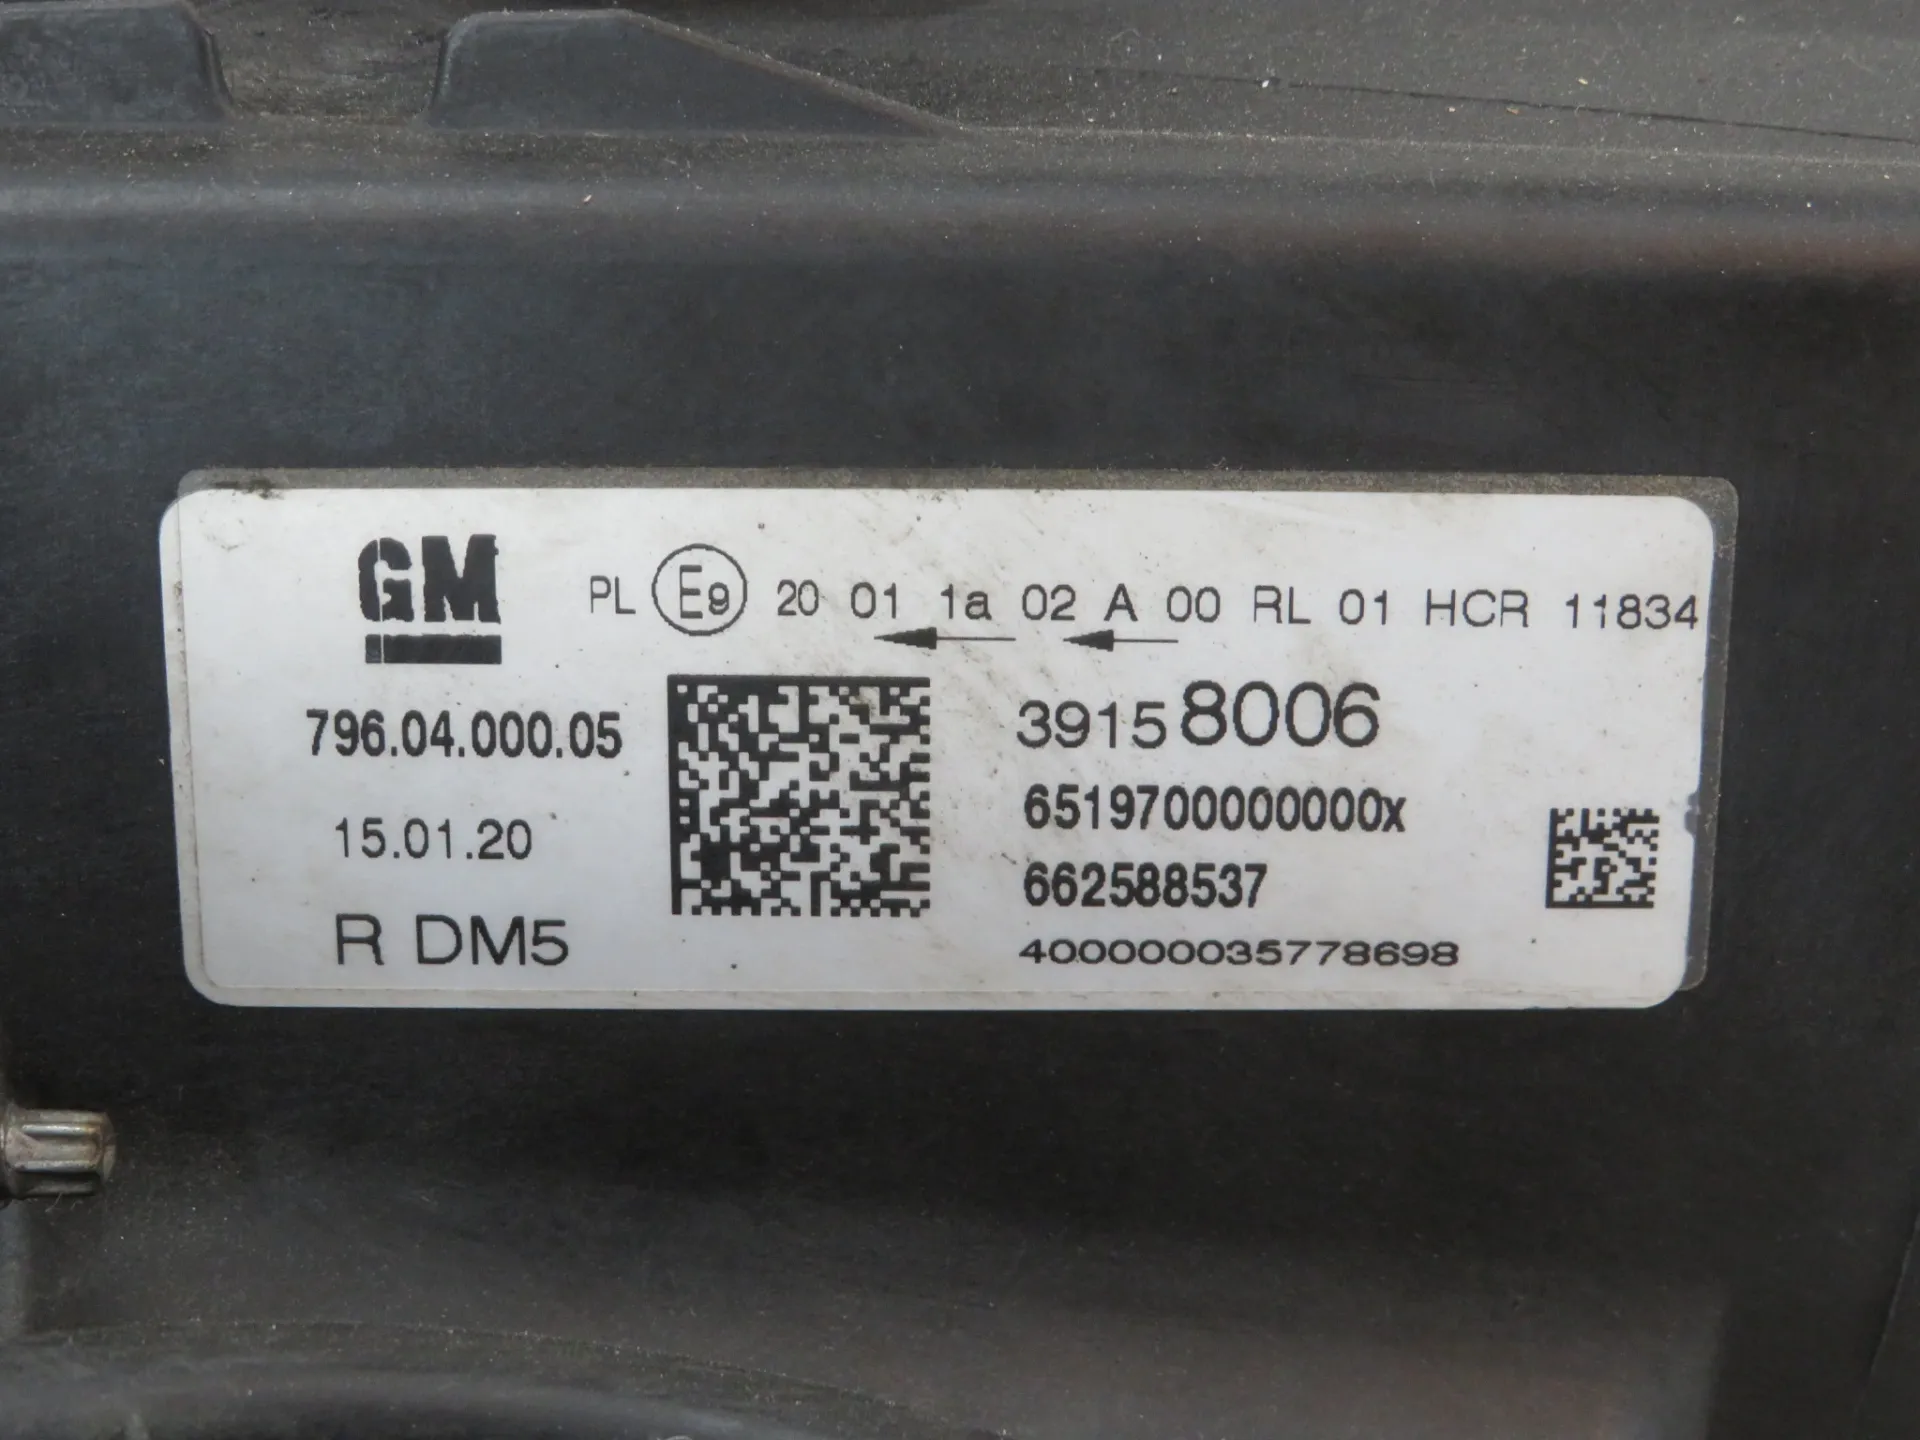 GM
PL E9 20 01 1a 02 A 00 RL 01 HCR 11834
796.04.000.05
15.01.20
R DM5
39158006
6519700000000x
662588537
400000035778698